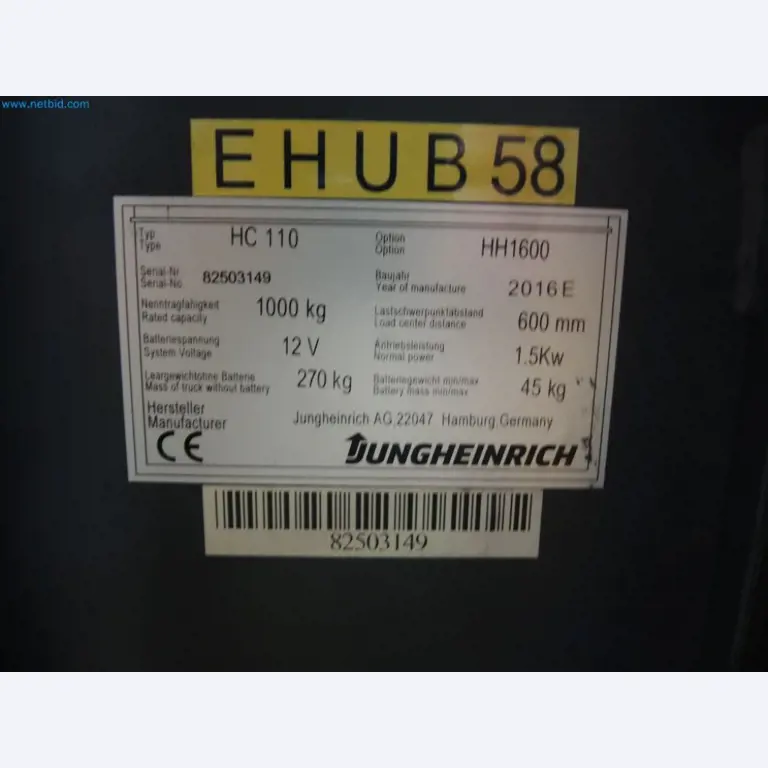 www.netbid.com
EHUB 58
Typ HC 110 Option HH1600
Type Option
Serial-Nr 82503149 Baujahr 2016 E
Serial-No. Year of manufacture
Nenntragfahigkeit 1000 kg Lastschwerpunktabstand 600 mm
Rated capacity Load center distance
Batteriespannung 12 V Antriebsleistung 1.5Kw
System Voltage Normal power
Leargewichtohne Batterie 270 kg Batteriegewicht min/max 45 kg
Mass of truck without battery Battery mass min/max
Hersteller
Manufacturer Jungheinrich AG,22047 Hamburg,Germany
CE JUNGHEINRICH
82503149